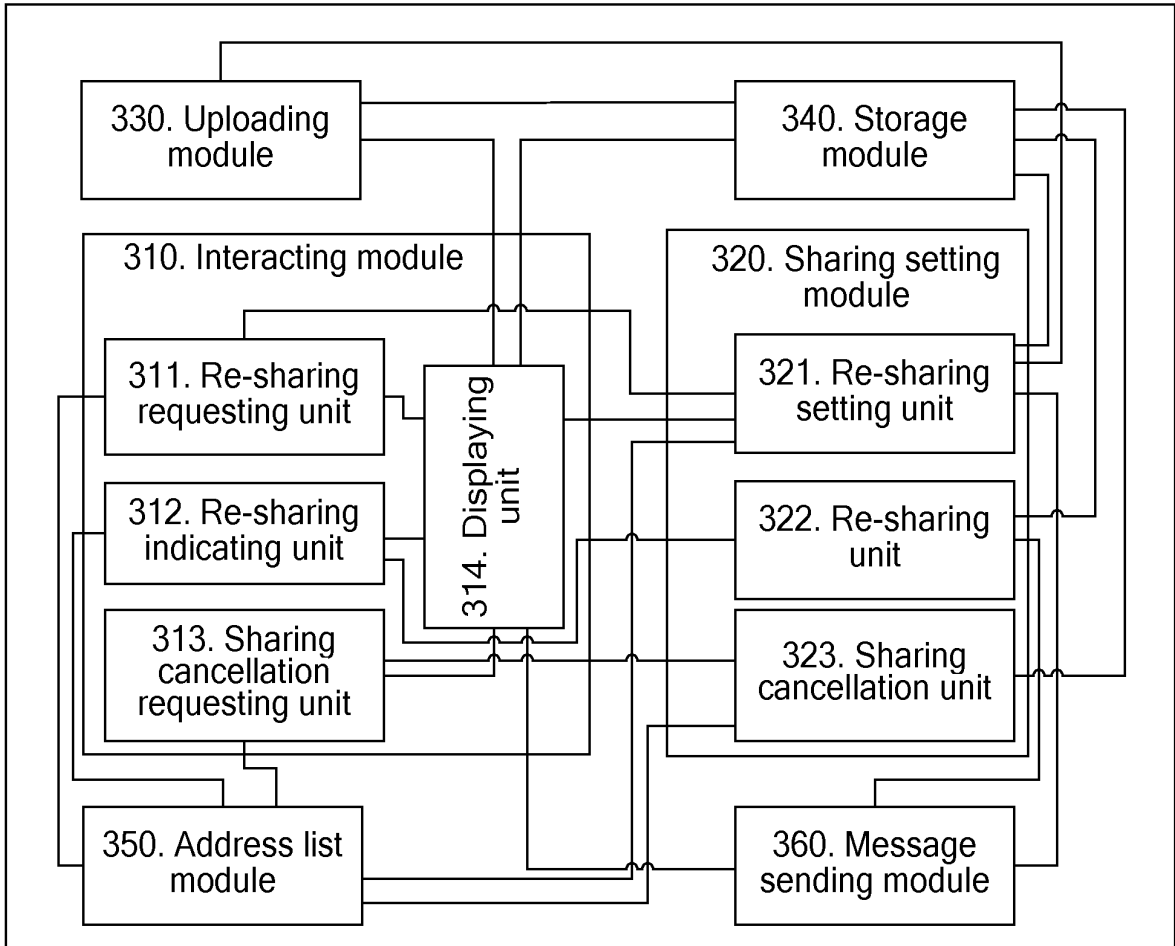 330. Uploading
module
340. Storage
module
310. Interacting module
320. Sharing setting
module
311. Re-sharing
requesting unit
314. Displaying
unit
321. Re-sharing
setting unit
312. Re-sharing
indicating unit
322. Re-sharing
unit
313. Sharing
cancellation
requesting unit
323. Sharing
cancellation unit
350. Address list
module
360. Message
sending module